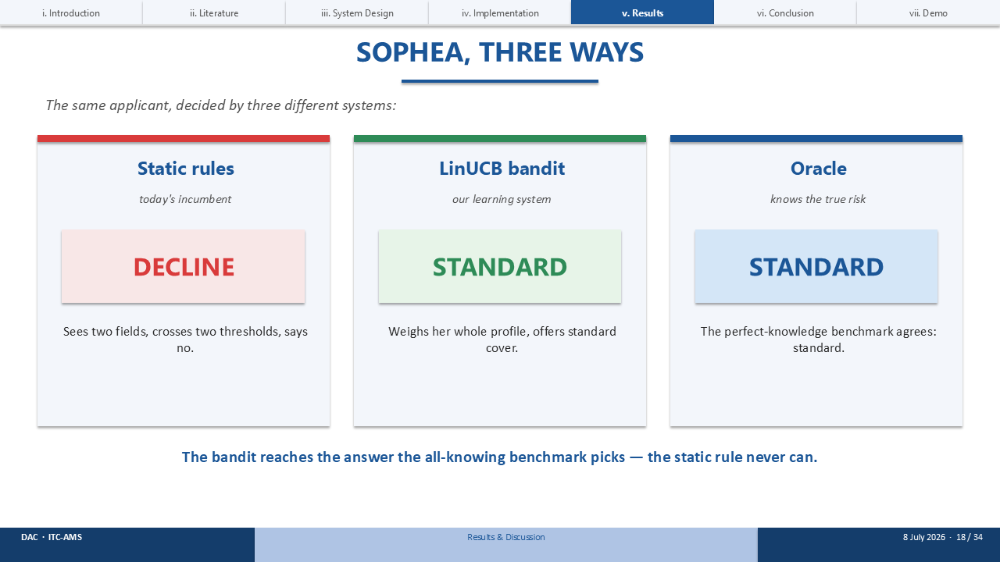 i. Introduction
ii. Literature
iii. System Design
iv. Implementation
v. Results
vi. Conclusion
vii. Demo
SOPHEA, THREE WAYS
The same applicant, decided by three different systems:
Static rules
today's incumbent
DECLINE
Sees two fields, crosses two thresholds, says
no.
LinUCB bandit
our learning system
STANDARD
Weighs her whole profile, offers standard
cover.
Oracle
knows the true risk
STANDARD
The perfect-knowledge benchmark agrees:
standard.
The bandit reaches the answer the all-knowing benchmark picks — the static rule never can.
DAC · ITC-AMS
Results & Discussion
8 July 2026 · 18 / 34